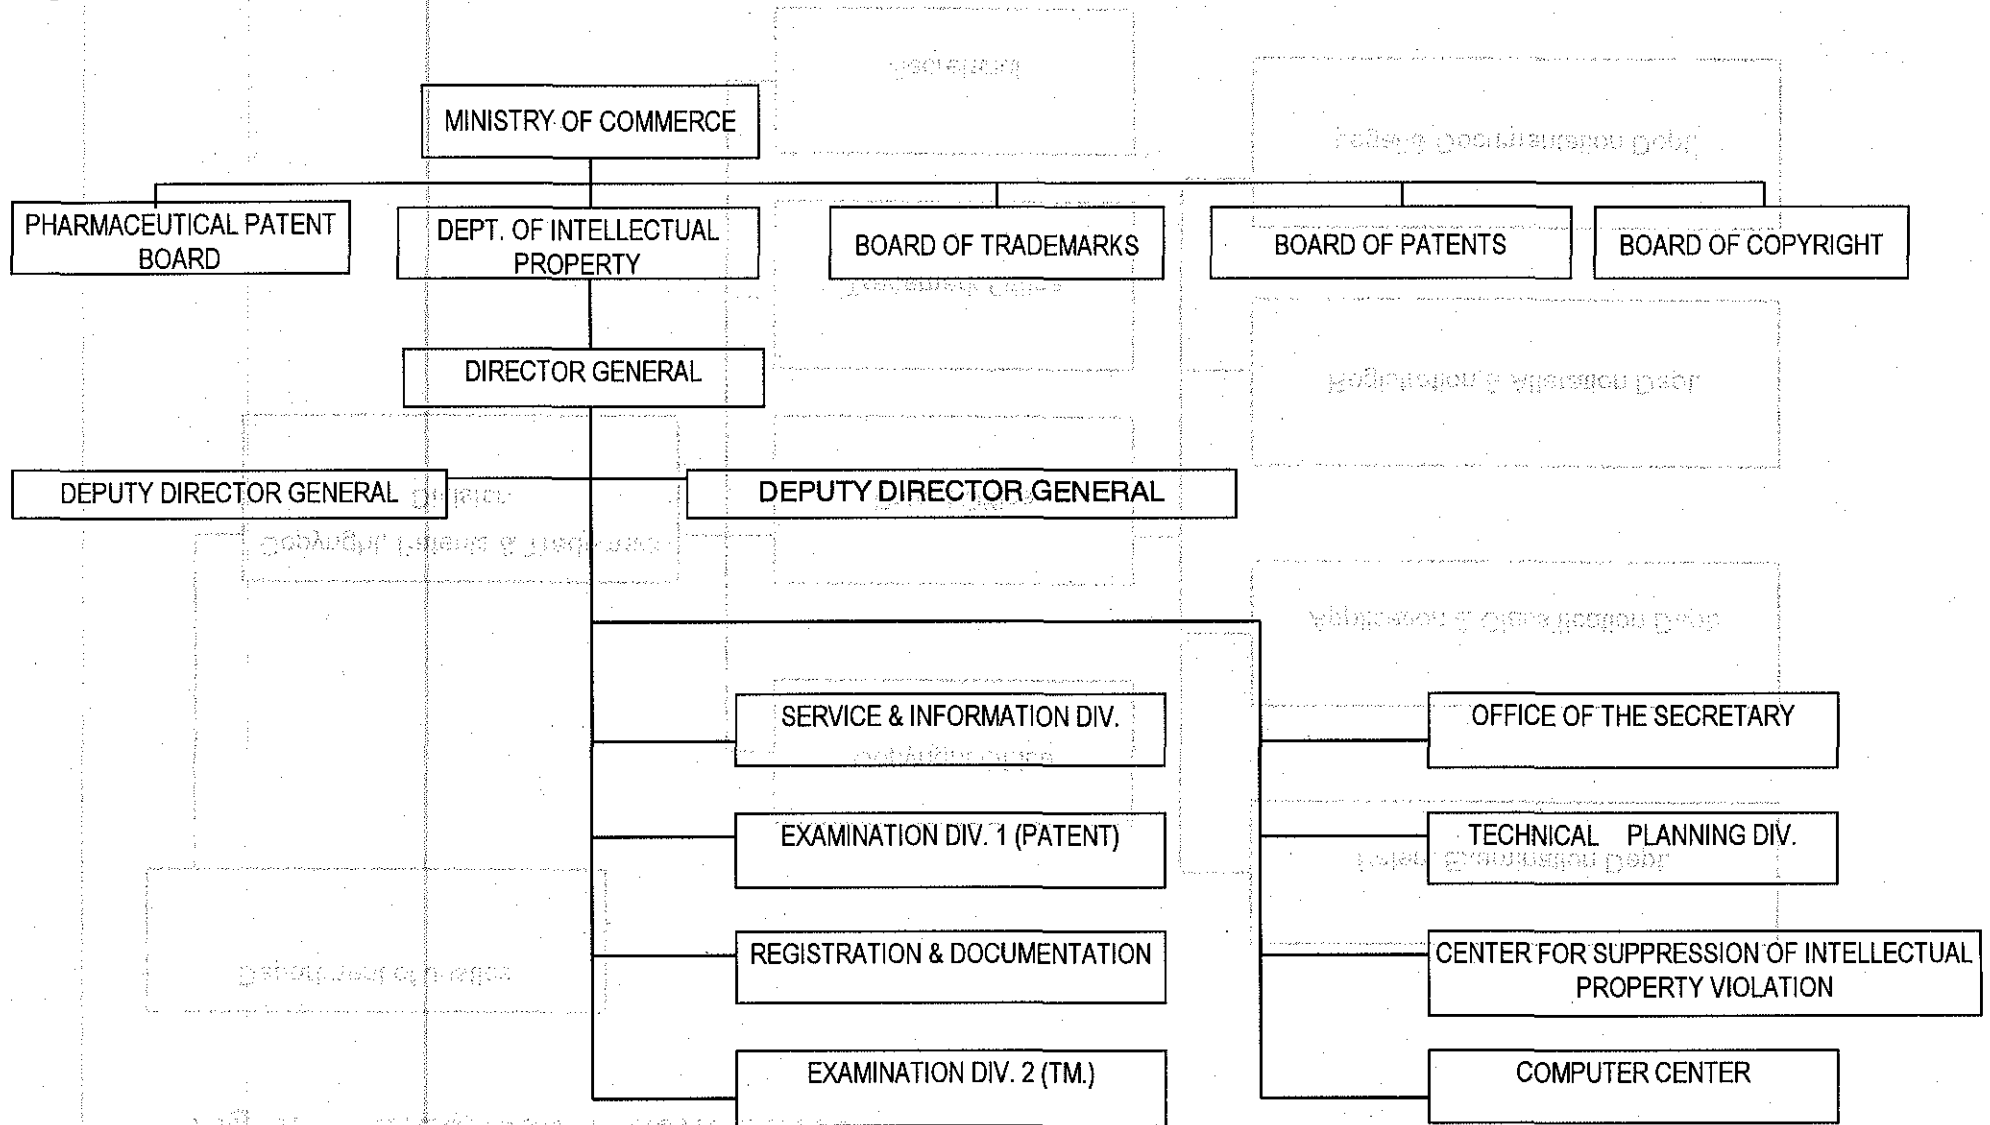 MINISTRY OF COMMERCE
PHARMACEUTICAL PATENT
BOARD
DEPT. OF INTELLECTUAL
PROPERTY
BOARD OF TRADEMARKS
BOARD OF PATENTS
BOARD OF COPYRIGHT
DIRECTOR GENERAL
DEPUTY DIRECTOR GENERAL
DEPUTY DIRECTOR GENERAL
SERVICE & INFORMATION DIV.
OFFICE OF THE SECRETARY
EXAMINATION DIV. 1 (PATENT)
TECHNICAL PLANNING DIV.
REGISTRATION & DOCUMENTATION
CENTER FOR SUPPRESSION OF INTELLECTUAL
PROPERTY VIOLATION
EXAMINATION DIV. 2 (TM.)
COMPUTER CENTER